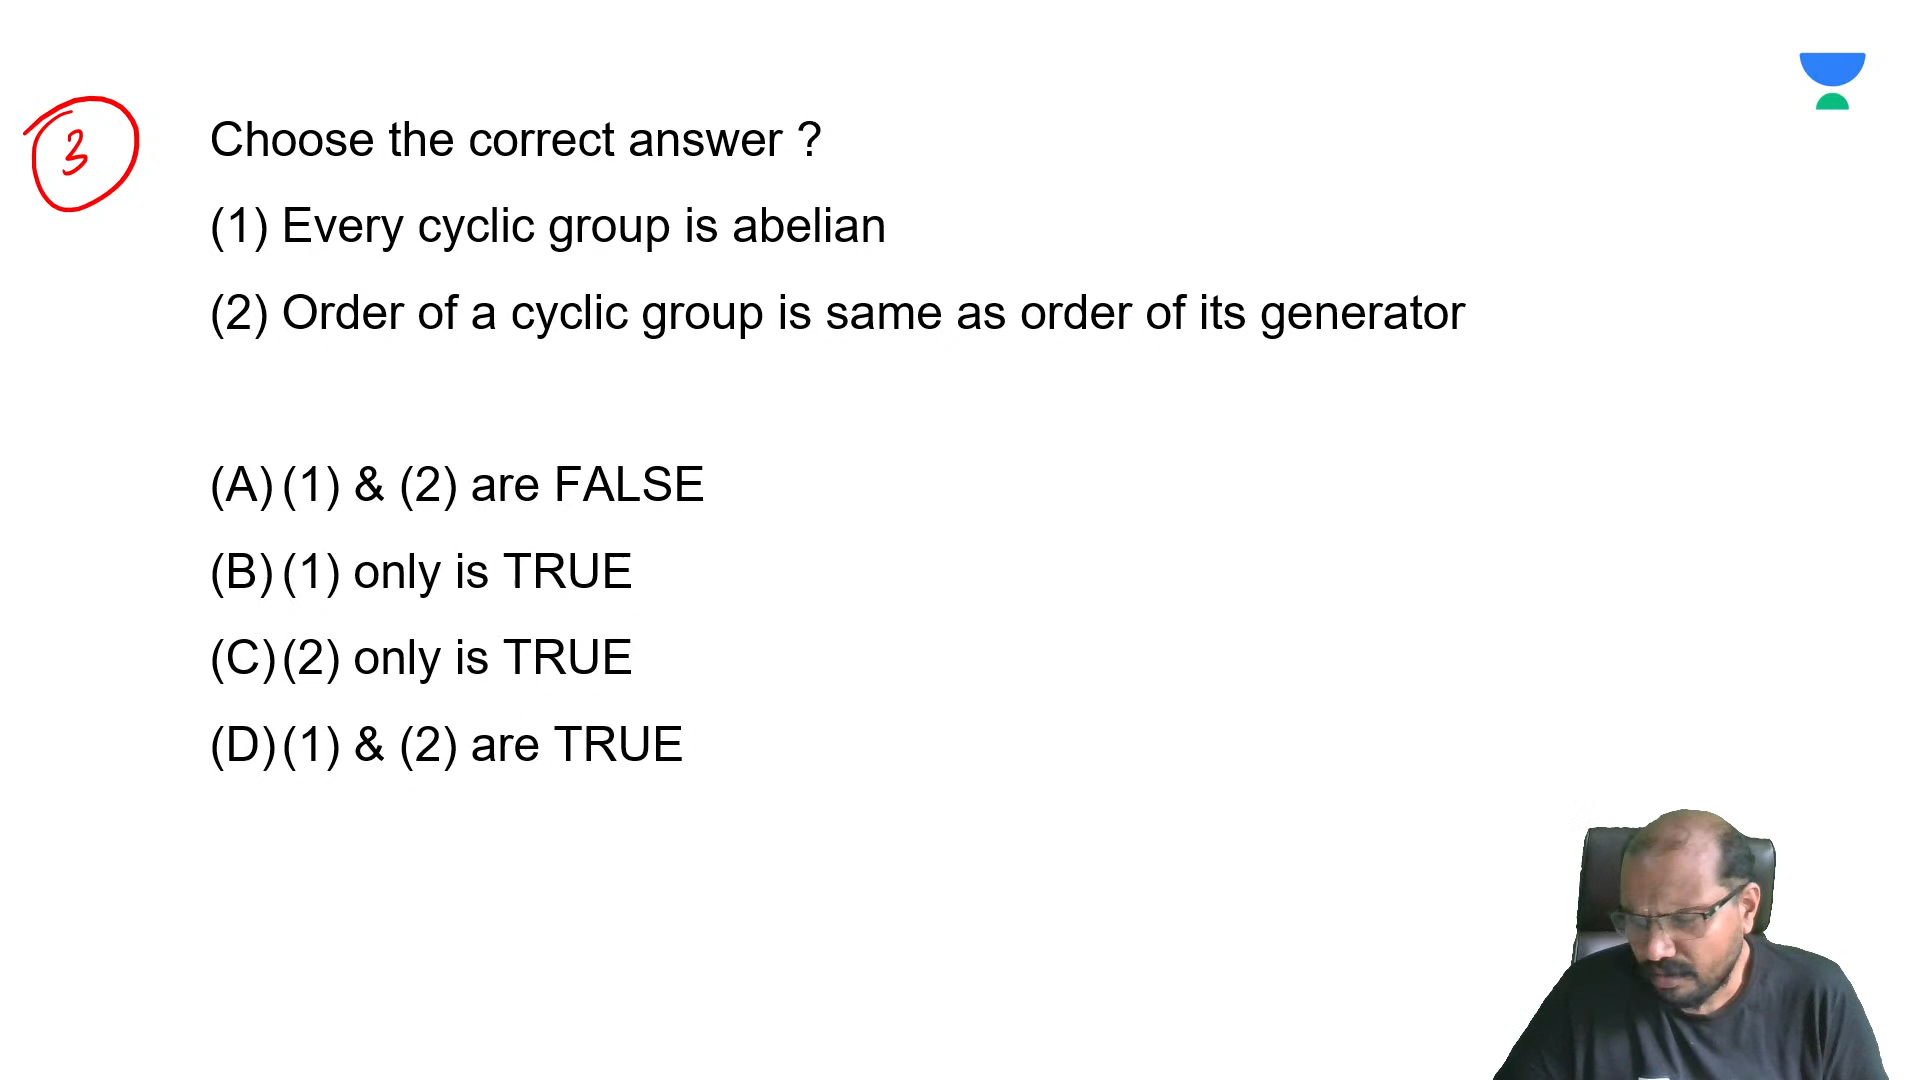 3
Choose the correct answer ?
(1) Every cyclic group is abelian
(2) Order of a cyclic group is same as order of its generator
(A) (1) & (2) are FALSE
(B) (1) only is TRUE
(C) (2) only is TRUE
(D) (1) & (2) are TRUE